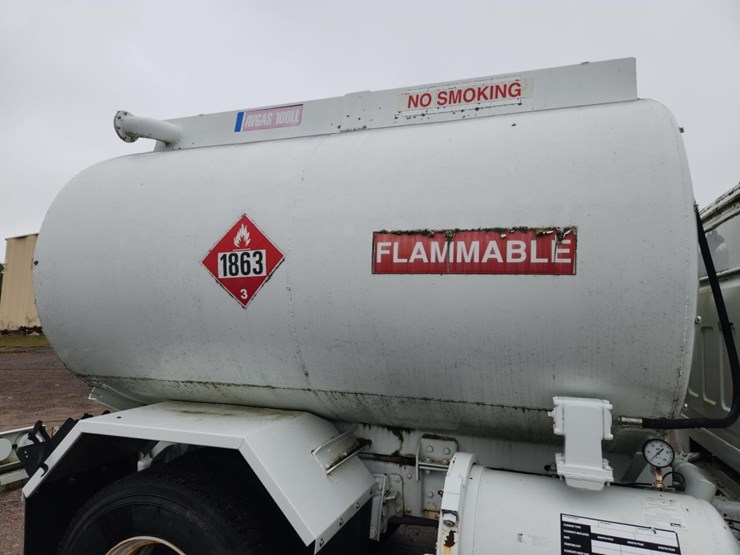 NO SMOKING
AVGAS 100LL
FLAMMABLE
1863
3